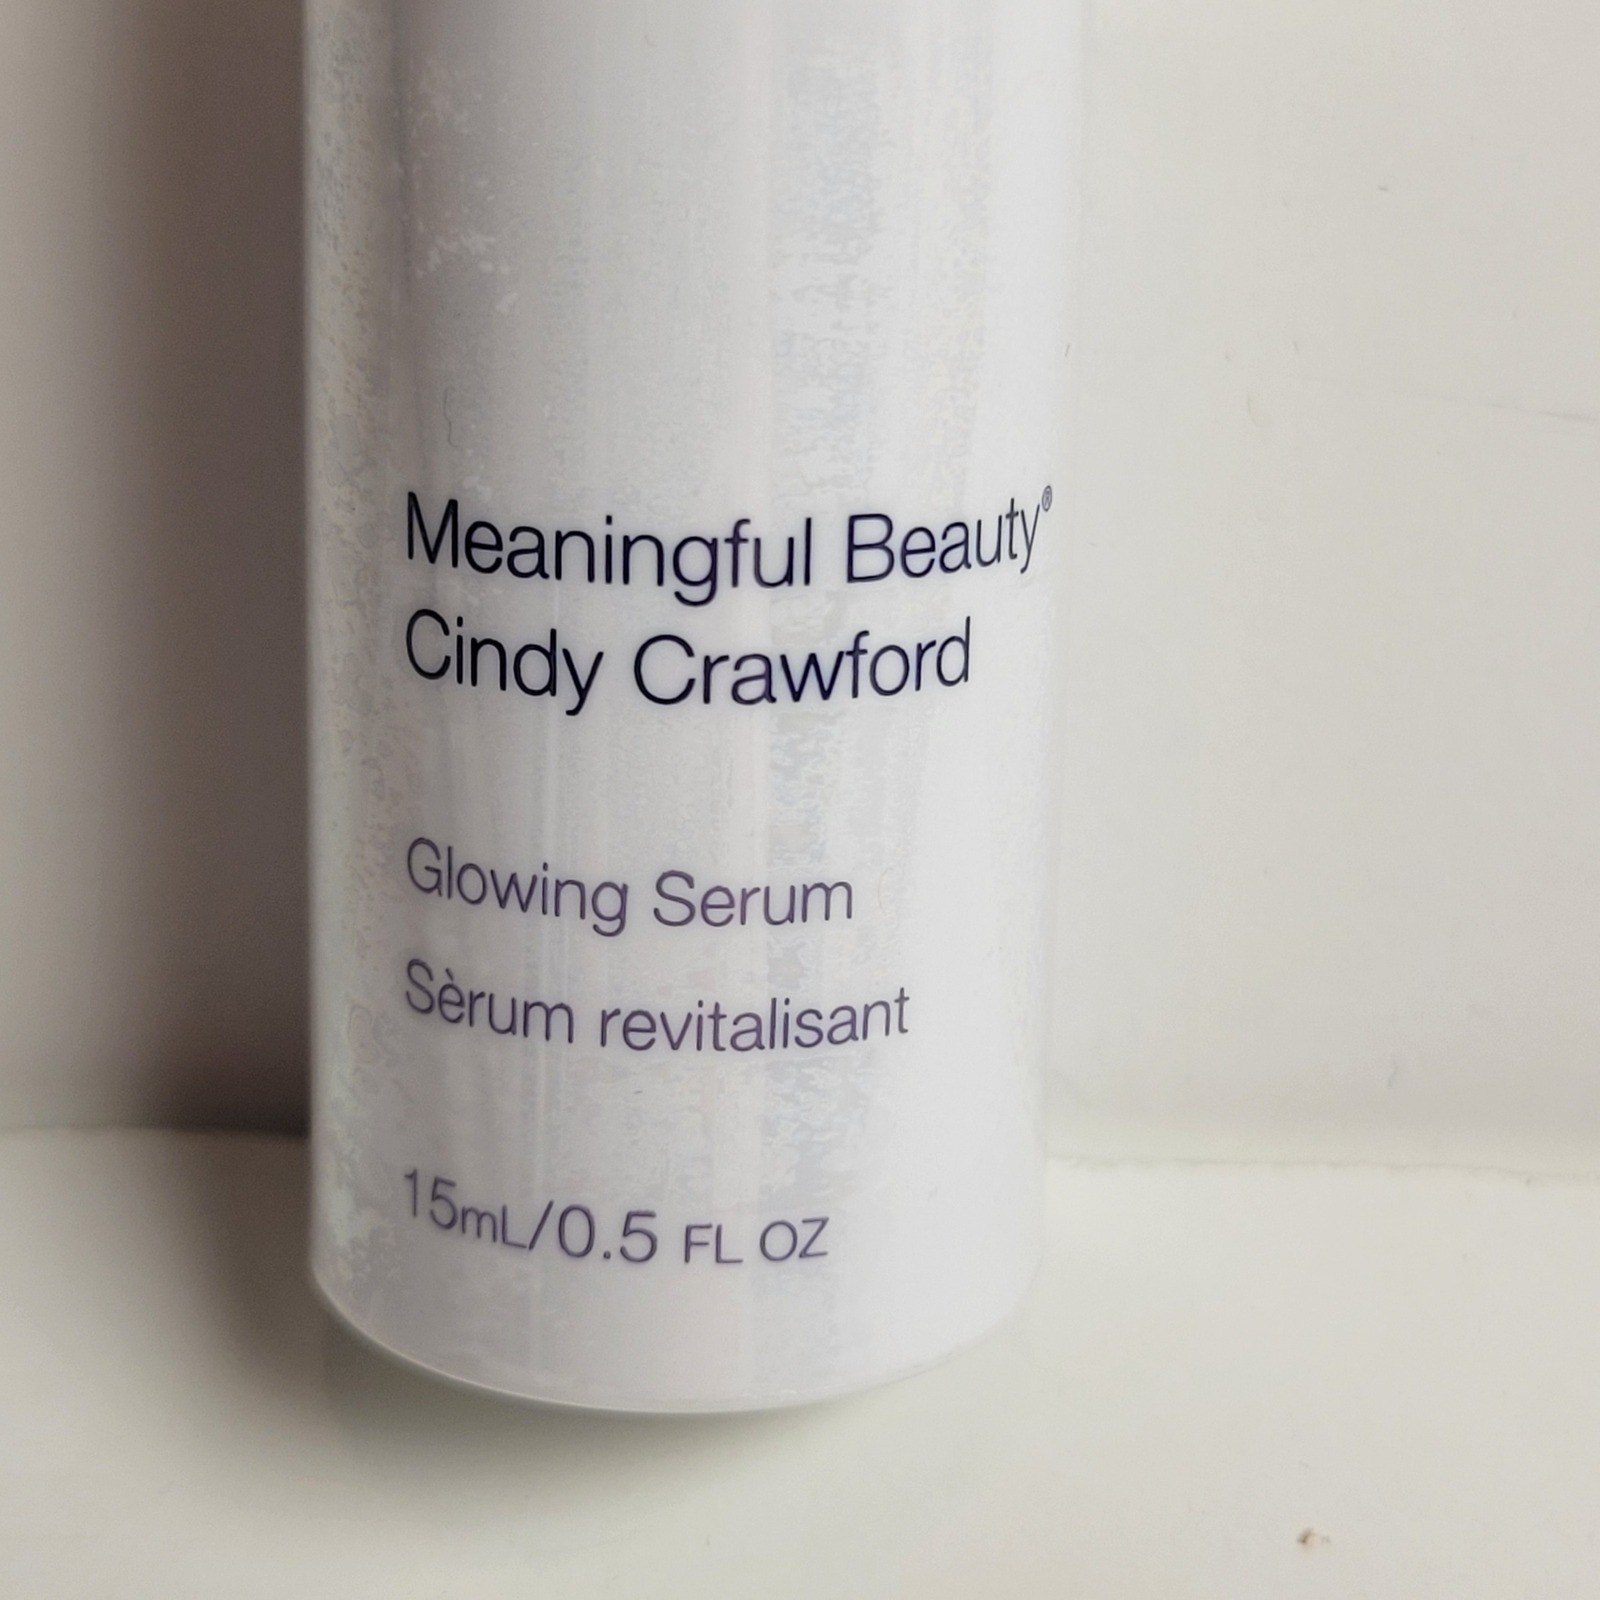 Meaningful Beauty®
Cindy Crawford
Glowing Serum
Sèrum revitalisant
15mL/0.5 FL OZ